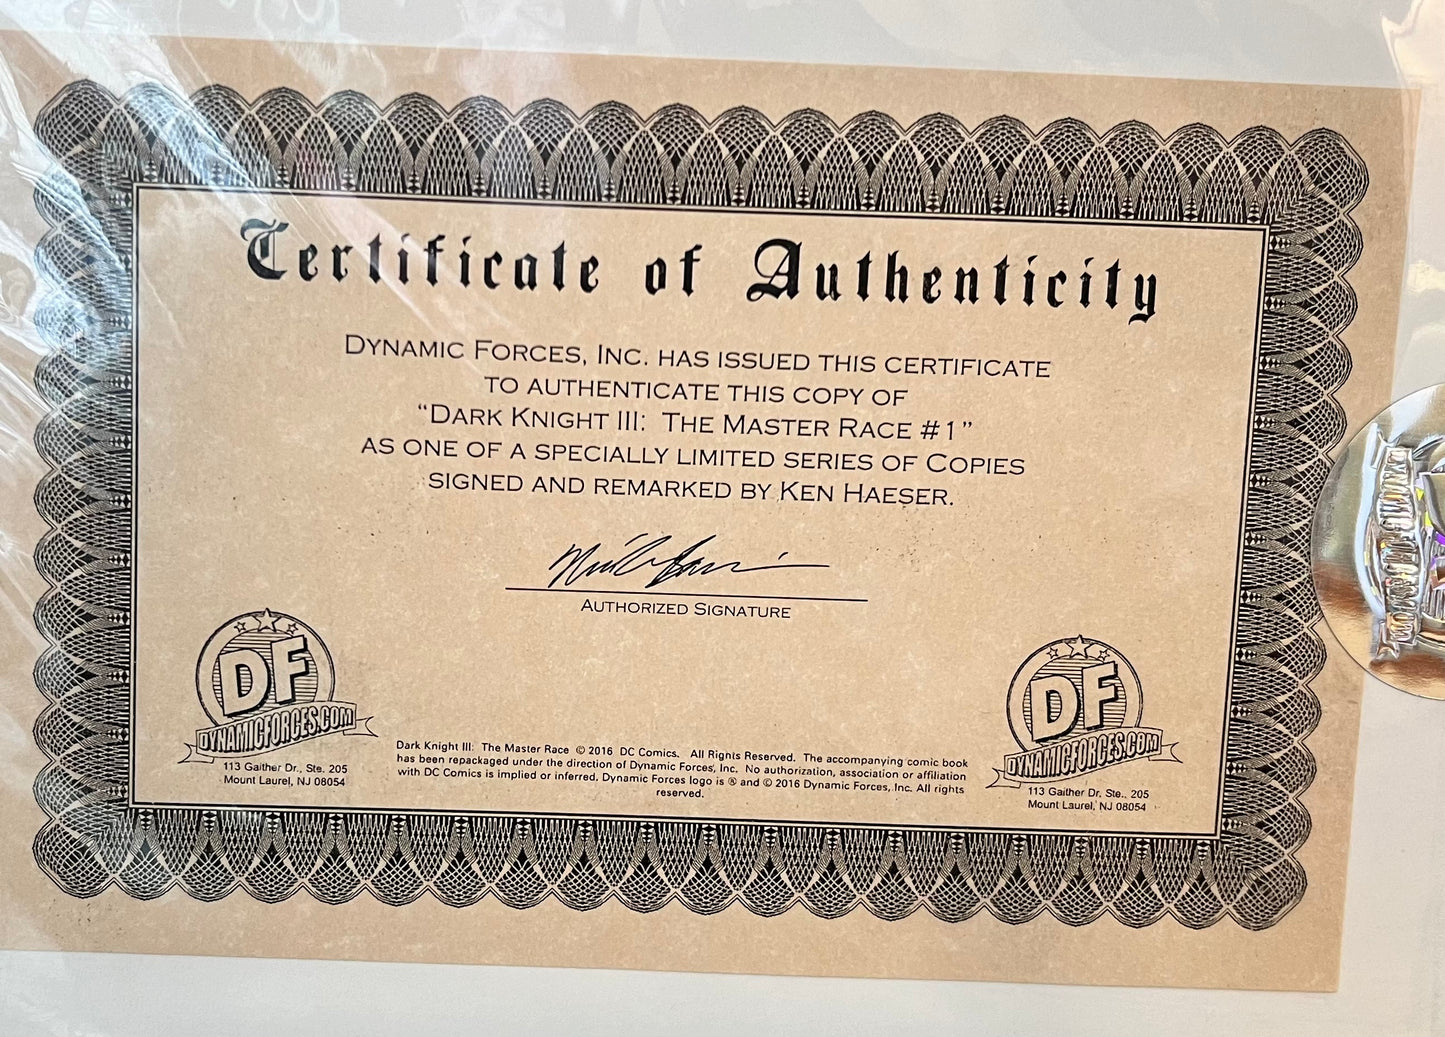 Certificate of Authenticity
Dynamic Forces, Inc. has issued this certificate
to authenticate this copy of
“Dark Knight III: The Master Race #1”
as one of a specially limited series of Copies
signed and remarked by Ken Haeser.
Authorized Signature
DF
DYNAMICFORCES.COM
113 Gaither Dr., Ste. 205
Mount Laurel, NJ 08054
Dark Knight III: The Master Race © 2016 DC Comics. All Rights Reserved. The accompanying comic book
has been repackaged under the direction of Dynamic Forces, Inc. No authorization, association or affiliation
with DC Comics is implied or inferred. Dynamic Forces logo is ® and © 2016 Dynamic Forces, Inc. All rights
reserved.
DF
DYNAMICFORCES.COM
113 Gaither Dr. Ste., 205
Mount Laurel, NJ 08054